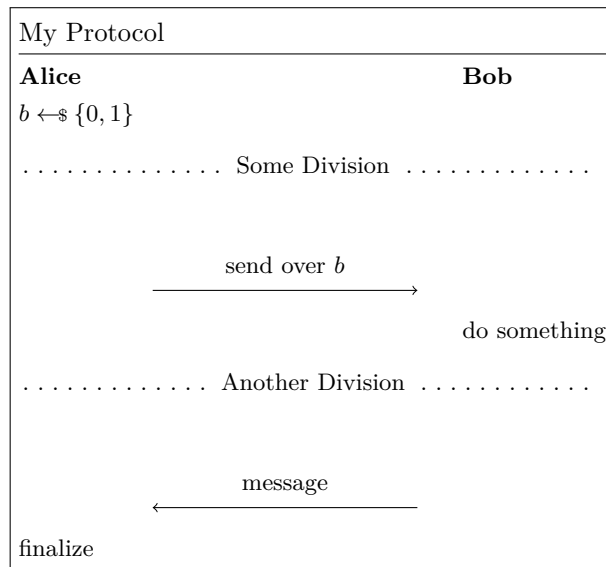 My Protocol
Alice Bob
b ←$ {0, 1}
. . . . . . . . . . . . . . Some Division . . . . . . . . . . . . .
send over b
do something
. . . . . . . . . . . . . Another Division . . . . . . . . . . . .
message
finalize